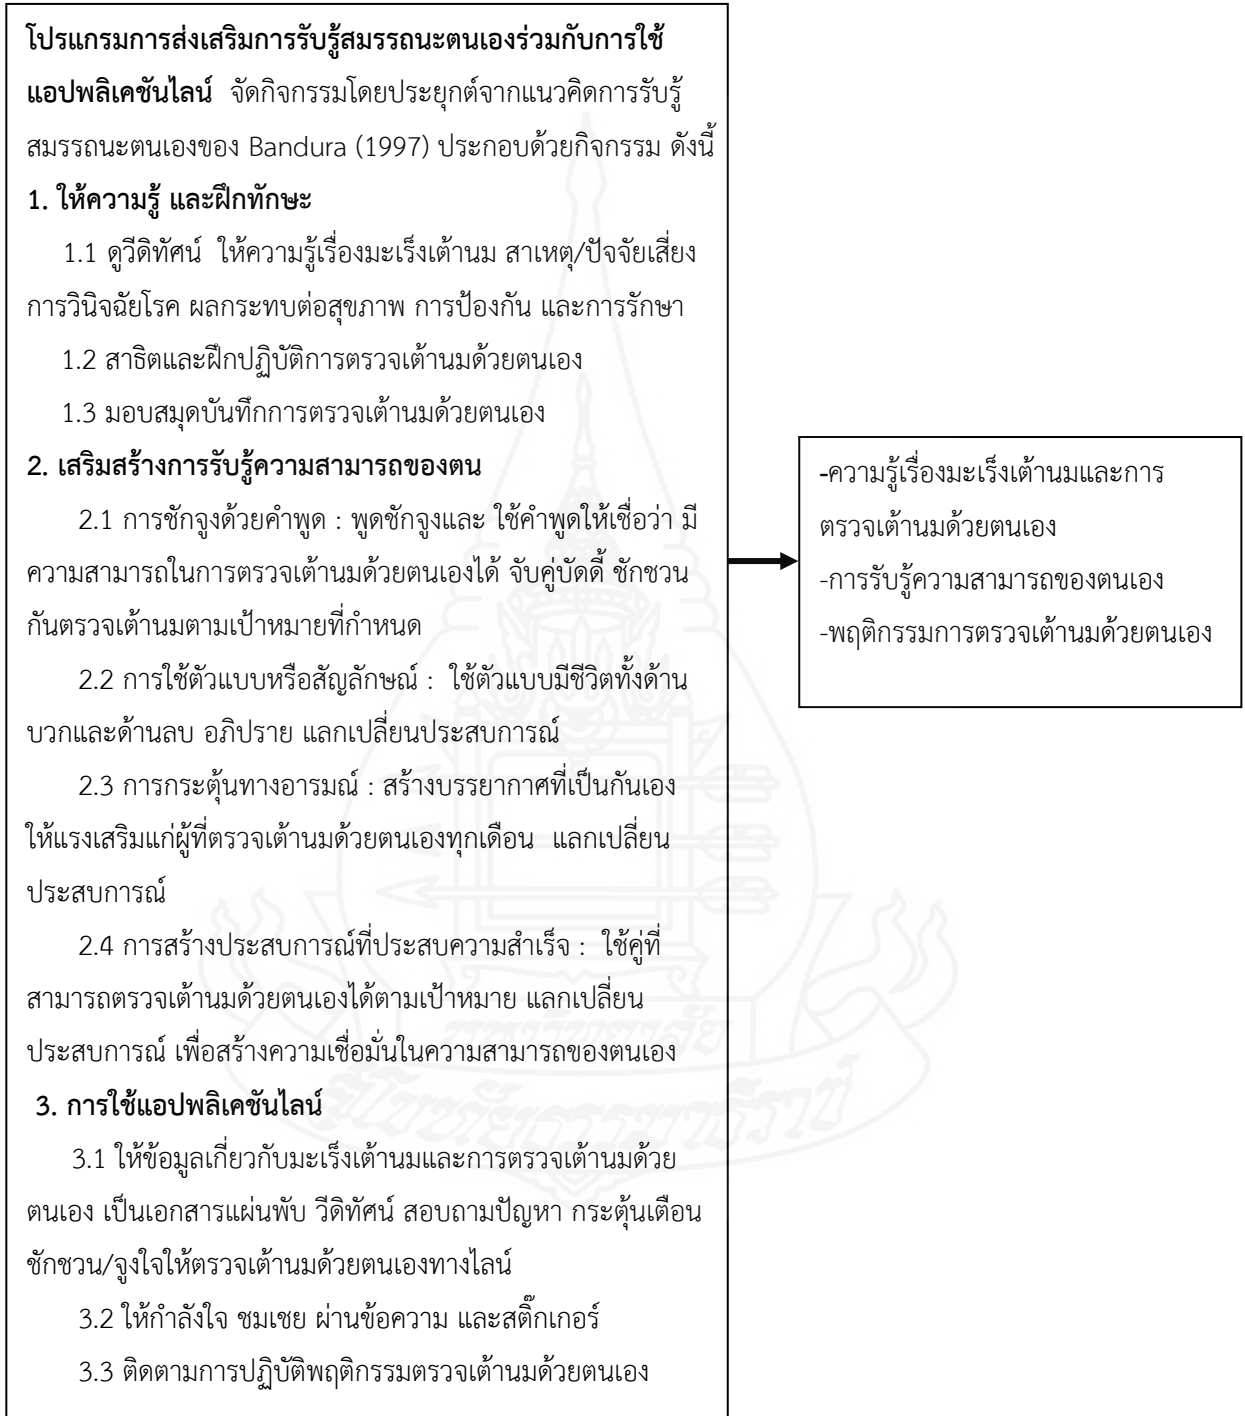 โปรแกรมการส่งเสริมการรับรู้สมรรถนะตนเองร่วมกับการใช้
แอปพลิเคชันไลน์ จัดกิจกรรมโดยประยุกต์จากแนวคิดการรับรู้
สมรรถนะตนเองของ Bandura (1997) ประกอบด้วยกิจกรรม ดังนี้
1. ให้ความรู้ และฝึกทักษะ
1.1 ดูวีดิทัศน์ ให้ความรู้เรื่องมะเร็งเต้านม สาเหตุ/ปัจจัยเสี่ยง
การวินิจฉัยโรค ผลกระทบต่อสุขภาพ การป้องกัน และการรักษา
1.2 สาธิตและฝึกปฏิบัติการตรวจเต้านมด้วยตนเอง
1.3 มอบสมุดบันทึกการตรวจเต้านมด้วยตนเอง
2. เสริมสร้างการรับรู้ความสามารถของตน
2.1 การชักจูงด้วยคำพูด : พูดชักจูงและ ใช้คำพูดให้เชื่อว่า มี
ความสามารถในการตรวจเต้านมด้วยตนเองได้ จับคู่บัดดี้ ชักชวน
กันตรวจเต้านมตามเป้าหมายที่กำหนด
2.2 การใช้ตัวแบบหรือสัญลักษณ์ : ใช้ตัวแบบมีชีวิตทั้งด้าน
บวกและด้านลบ อภิปราย แลกเปลี่ยนประสบการณ์
2.3 การกระตุ้นทางอารมณ์ : สร้างบรรยากาศที่เป็นกันเอง
ให้แรงเสริมแก่ผู้ที่ตรวจเต้านมด้วยตนเองทุกเดือน แลกเปลี่ยน
ประสบการณ์
2.4 การสร้างประสบการณ์ที่ประสบความสำเร็จ : ใช้คู่ที่
สามารถตรวจเต้านมด้วยตนเองได้ตามเป้าหมาย แลกเปลี่ยน
ประสบการณ์ เพื่อสร้างความเชื่อมั่นในความสามารถของตนเอง
3. การใช้แอปพลิเคชันไลน์
3.1 ให้ข้อมูลเกี่ยวกับมะเร็งเต้านมและการตรวจเต้านมด้วย
ตนเอง เป็นเอกสารแผ่นพับ วีดิทัศน์ สอบถามปัญหา กระตุ้นเตือน
ชักชวน/จูงใจให้ตรวจเต้านมด้วยตนเองทางไลน์
3.2 ให้กำลังใจ ชมเชย ผ่านข้อความ และสติ๊กเกอร์
3.3 ติดตามการปฏิบัติพฤติกรรมตรวจเต้านมด้วยตนเอง
-ความรู้เรื่องมะเร็งเต้านมและการ
ตรวจเต้านมด้วยตนเอง
-การรับรู้ความสามารถของตนเอง
-พฤติกรรมการตรวจเต้านมด้วยตนเอง
มหาวิทยาลัย
สุโขทัยธรรมาธิราช